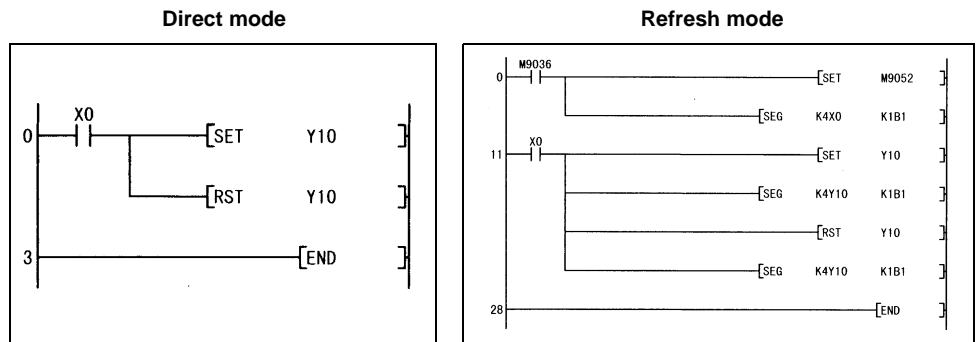 Direct mode
X0
0 SET Y10
RST Y10
3 END
Refresh mode
M9036
0 SET M9052
SEG K4X0 K1B1
X0
11 SET Y10
SEG K4Y10 K1B1
RST Y10
SEG K4Y10 K1B1
28 END